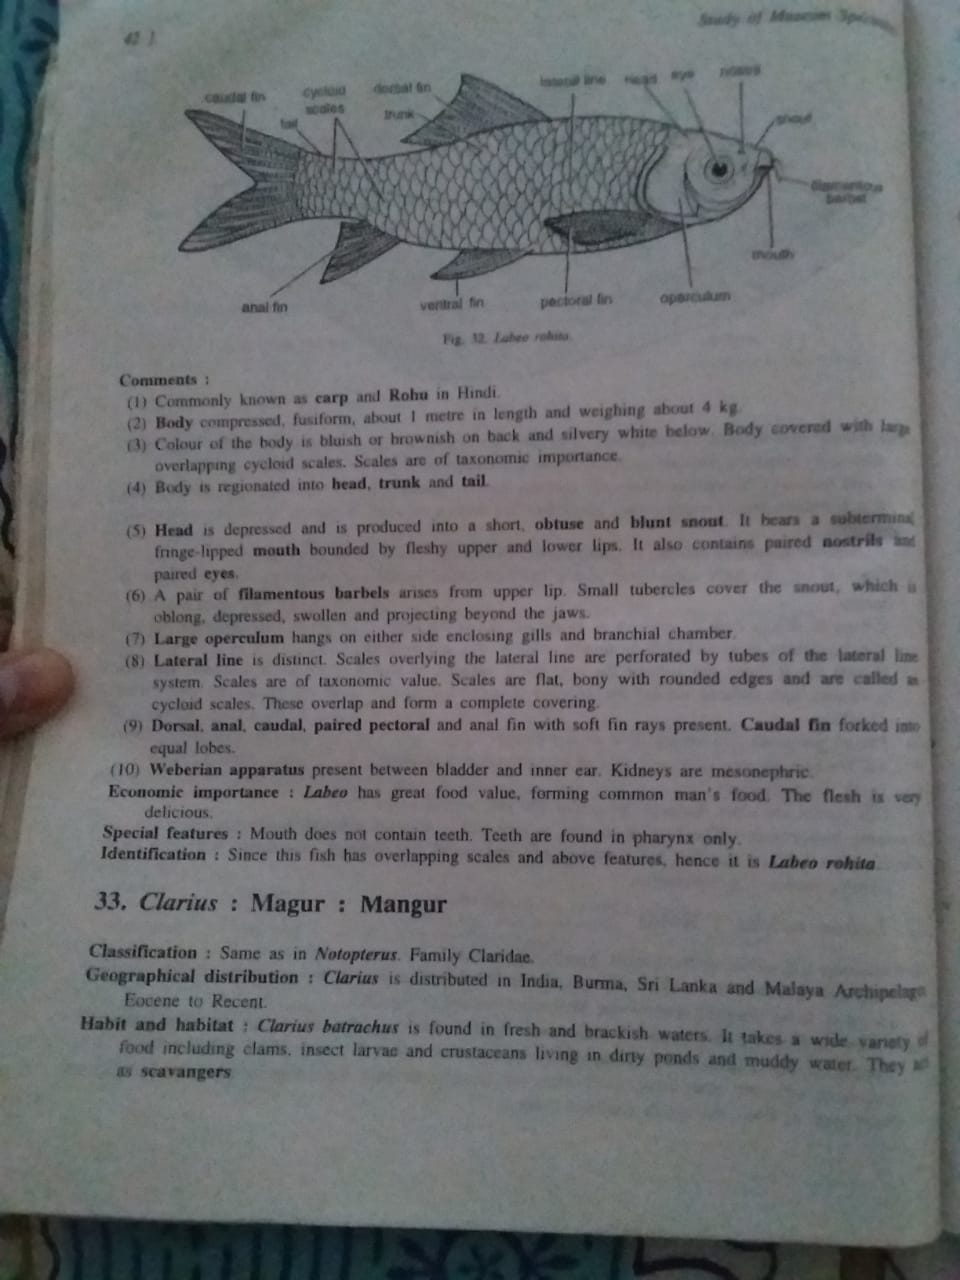 42 ]
Study of Museum
caudal fin
cycloid
scales
dorsal fin
lateral line
head
eye
tail
trunk
snout
filamentous
barbel
mouth
anal fin
ventral fin
pectoral fin
operculum
Fig. 32. Labeo rohita.
Comments :
(1) Commonly known as carp and Rohu in Hindi.
(2) Body compressed, fusiform, about 1 metre in length and weighing about 4 kg.
(3) Colour of the body is bluish or brownish on back and silvery white below. Body covered with large
overlapping cycloid scales. Scales are of taxonomic importance.
(4) Body is regionated into head, trunk and tail.
(5) Head is depressed and is produced into a short, obtuse and blunt snout. It bears a subterminal
fringe-lipped mouth bounded by fleshy upper and lower lips. It also contains paired nostrils and
paired eyes.
(6) A pair of filamentous barbels arises from upper lip. Small tubercles cover the snout, which is
oblong, depressed, swollen and projecting beyond the jaws.
(7) Large operculum hangs on either side enclosing gills and branchial chamber.
(8) Lateral line is distinct. Scales overlying the lateral line are perforated by tubes of the lateral line
system. Scales are of taxonomic value. Scales are flat, bony with rounded edges and are called as
cycloid scales. These overlap and form a complete covering.
(9) Dorsal, anal, caudal, paired pectoral and anal fin with soft fin rays present. Caudal fin forked into
equal lobes.
(10) Weberian apparatus present between bladder and inner ear. Kidneys are mesonephric.
Economic importance : Labeo has great food value, forming common man's food. The flesh is very
delicious.
Special features : Mouth does not contain teeth. Teeth are found in pharynx only.
Identification : Since this fish has overlapping scales and above features, hence it is Labeo rohita.
33. Clarius : Magur : Mangur
Classification : Same as in Notopterus. Family Claridae.
Geographical distribution : Clarius is distributed in India, Burma, Sri Lanka and Malaya Archipelago
Eocene to Recent.
Habit and habitat : Clarius batrachus is found in fresh and brackish waters. It takes a wide variety of
food including clams, insect larvae and crustaceans living in dirty ponds and muddy water. They
as scavangers